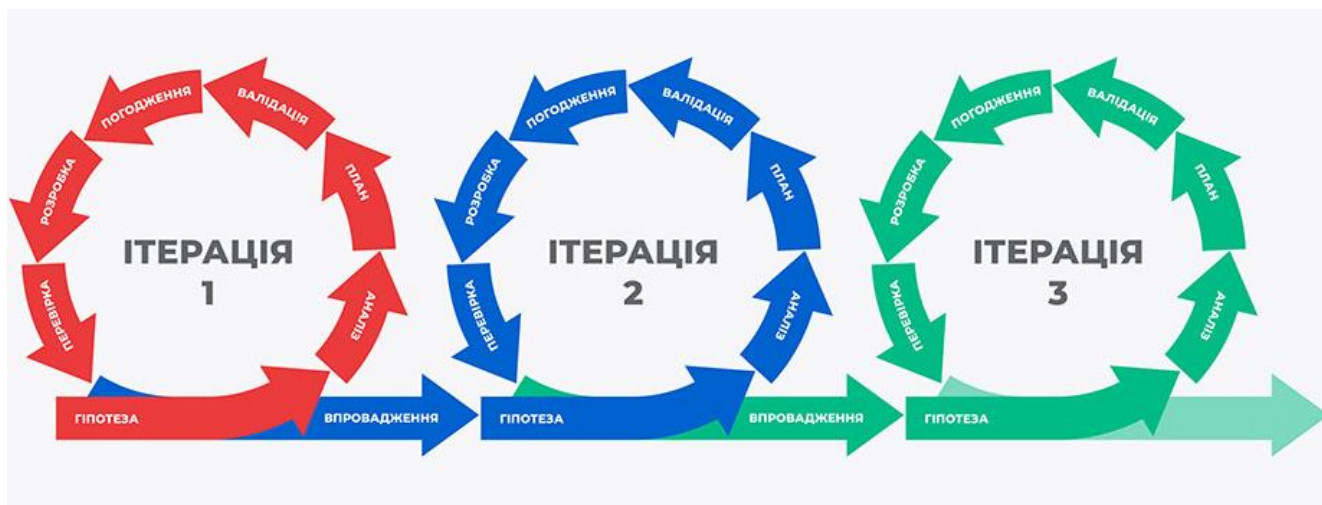 ПОГОДЖЕННЯ
ВАЛІДАЦІЯ
РОЗРОБКА
ПЛАН
ІТЕРАЦІЯ
1
ПЕРЕВІРКА
АНАЛІЗ
ГІПОТЕЗА
ВПРОВАДЖЕННЯ
ПОГОДЖЕННЯ
ВАЛІДАЦІЯ
РОЗРОБКА
ПЛАН
ІТЕРАЦІЯ
2
ПЕРЕВІРКА
АНАЛІЗ
ГІПОТЕЗА
ВПРОВАДЖЕННЯ
ПОГОДЖЕННЯ
ВАЛІДАЦІЯ
РОЗРОБКА
ПЛАН
ІТЕРАЦІЯ
3
ПЕРЕВІРКА
АНАЛІЗ
ГІПОТЕЗА